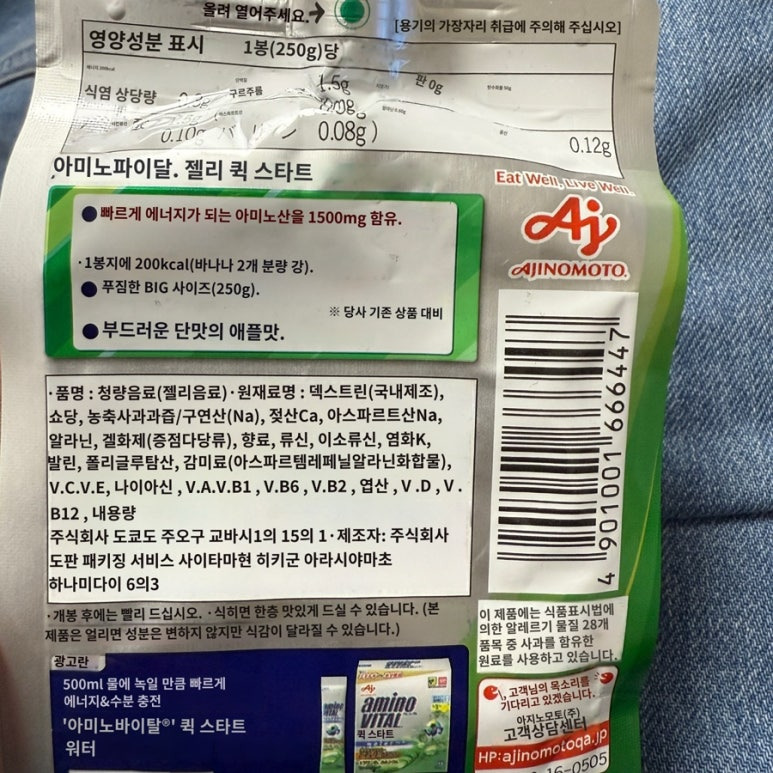 올려 열어주세요.→
[용기의 가장자리 취급에 주의해 주십시오]
영양성분 표시 1봉(250g)당
1.5g 판 0g
식염 상당량 구르주름
0.10g 0.08g)
0.12g
아미노파이달. 젤리 퀵 스타트
●빠르게 에너지가 되는 아미노산을 1500mg 함유.
·1봉지에 200kcal(바나나 2개 분량 강).
● 푸짐한 BIG 사이즈(250g).
※ 당사 기존 상품 대비
●부드러운 단맛의 애플맛.
Eat Well, Live Well.
Aj
AJINOMOTO.
4 901001 666447
·품명 : 청량음료(젤리음료)·원재료명 : 덱스트린(국내제조),
쇼당, 농축사과과즙/구연산(Na), 젖산Ca, 아스파르트산Na,
알라닌, 겔화제(증점다당류), 향료, 류신, 이소류신, 염화K,
발린, 폴리글루탐산, 감미료(아스파르템레페닐알라닌화합물),
V.C.V.E, 나이아신 , V.A.V.B1 , V.B6 , V.B2 , 엽산 , V .D , V .
B12 , 내용량
주식회사 도쿄도 주오구 교바시1의 15의 1·제조자: 주식회사
도판 패키징 서비스 사이타마현 히키군 아라시야마초
하나미다이 6의3
·개봉 후에는 빨리 드십시오. ·식히면 한층 맛있게 드실 수 있습니다. (본
제품은 얼리면 성분은 변하지 않지만 식감이 달라질 수 있습니다.)
이 제품에는 식품표시법에
의한 알레르기 물질 28개
품목 중 사과를 함유한
원료를 사용하고 있습니다.
광고란
500ml 물에 녹일 만큼 빠르게
에너지&수분 충전
'아미노바이탈®' 퀵 스타트
워터
Aj
amino
VITAL
퀵 스타트
고객님의 목소리를
기다리고 있겠습니다.
아지노모토(주)
고객상담센터
HP:ajinomotoqa.jp
16-0505